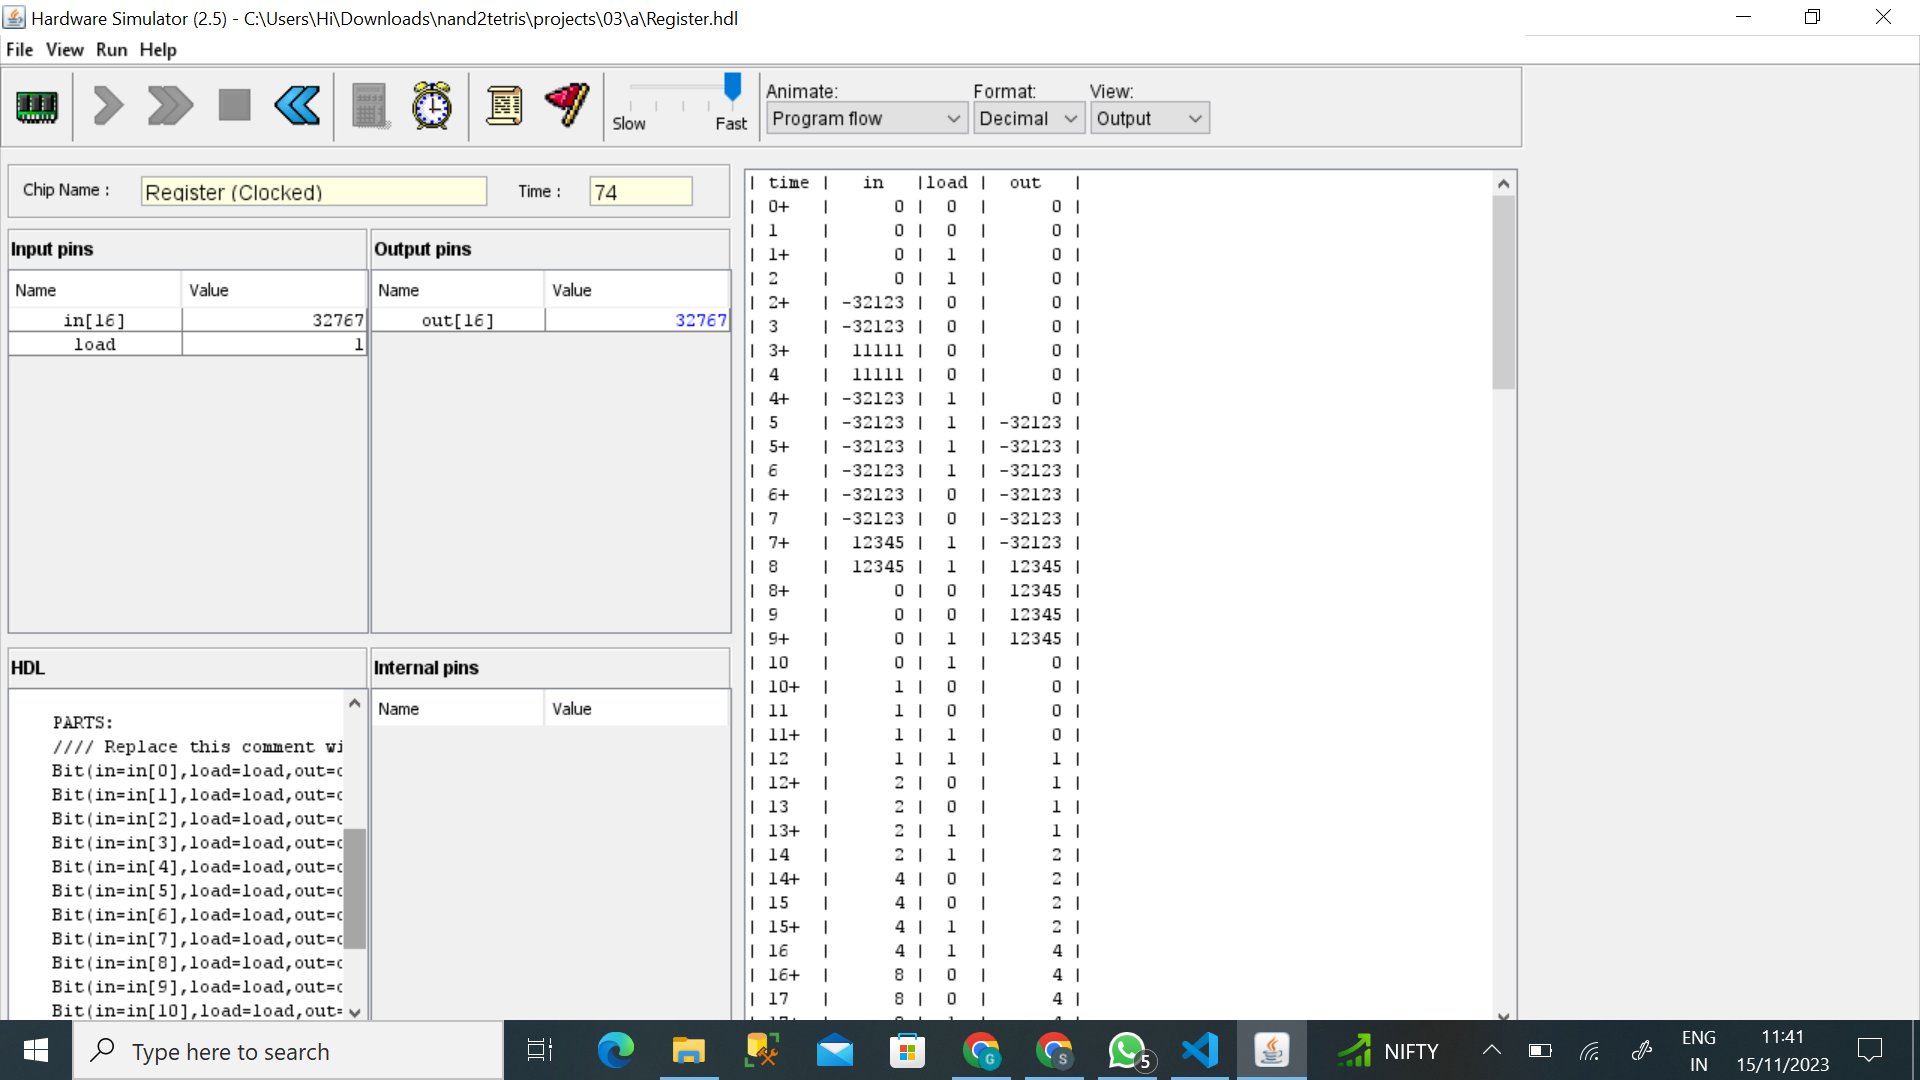 Hardware Simulator (2.5) - C:\Users\Hi\Downloads\nand2tetris\projects\03\a\Register.hdl
File View Run Help
Slow Fast
Animate: Format: View:
Program flow Decimal Output
Chip Name : Register (Clocked) Time : 74
Input pins
Name Value
in[16] 32767
load 1
Output pins
Name Value
out[16] 32767
HDL
PARTS:
//// Replace this comment wi
Bit(in=in[0],load=load,out=
Bit(in=in[1],load=load,out=
Bit(in=in[2],load=load,out=
Bit(in=in[3],load=load,out=
Bit(in=in[4],load=load,out=
Bit(in=in[5],load=load,out=
Bit(in=in[6],load=load,out=
Bit(in=in[7],load=load,out=
Bit(in=in[8],load=load,out=
Bit(in=in[9],load=load,out=
Bit(in=in[10],load=load,out=
Internal pins
Name Value
| time | in |load | out |
| 0+ | 0 | 0 | 0 |
| 1 | 0 | 0 | 0 |
| 1+ | 0 | 1 | 0 |
| 2 | 0 | 1 | 0 |
| 2+ | -32123 | 0 | 0 |
| 3 | -32123 | 0 | 0 |
| 3+ | 11111 | 0 | 0 |
| 4 | 11111 | 0 | 0 |
| 4+ | -32123 | 1 | 0 |
| 5 | -32123 | 1 | -32123 |
| 5+ | -32123 | 1 | -32123 |
| 6 | -32123 | 1 | -32123 |
| 6+ | -32123 | 0 | -32123 |
| 7 | -32123 | 0 | -32123 |
| 7+ | 12345 | 1 | -32123 |
| 8 | 12345 | 1 | 12345 |
| 8+ | 0 | 0 | 12345 |
| 9 | 0 | 0 | 12345 |
| 9+ | 0 | 1 | 12345 |
| 10 | 0 | 1 | 0 |
| 10+ | 1 | 0 | 0 |
| 11 | 1 | 0 | 0 |
| 11+ | 1 | 1 | 0 |
| 12 | 1 | 1 | 1 |
| 12+ | 2 | 0 | 1 |
| 13 | 2 | 0 | 1 |
| 13+ | 2 | 1 | 1 |
| 14 | 2 | 1 | 2 |
| 14+ | 4 | 0 | 2 |
| 15 | 4 | 0 | 2 |
| 15+ | 4 | 1 | 2 |
| 16 | 4 | 1 | 4 |
| 16+ | 8 | 0 | 4 |
| 17 | 8 | 0 | 4 |
Type here to search
G
S
5
NIFTY
ENG
IN
11:41
15/11/2023